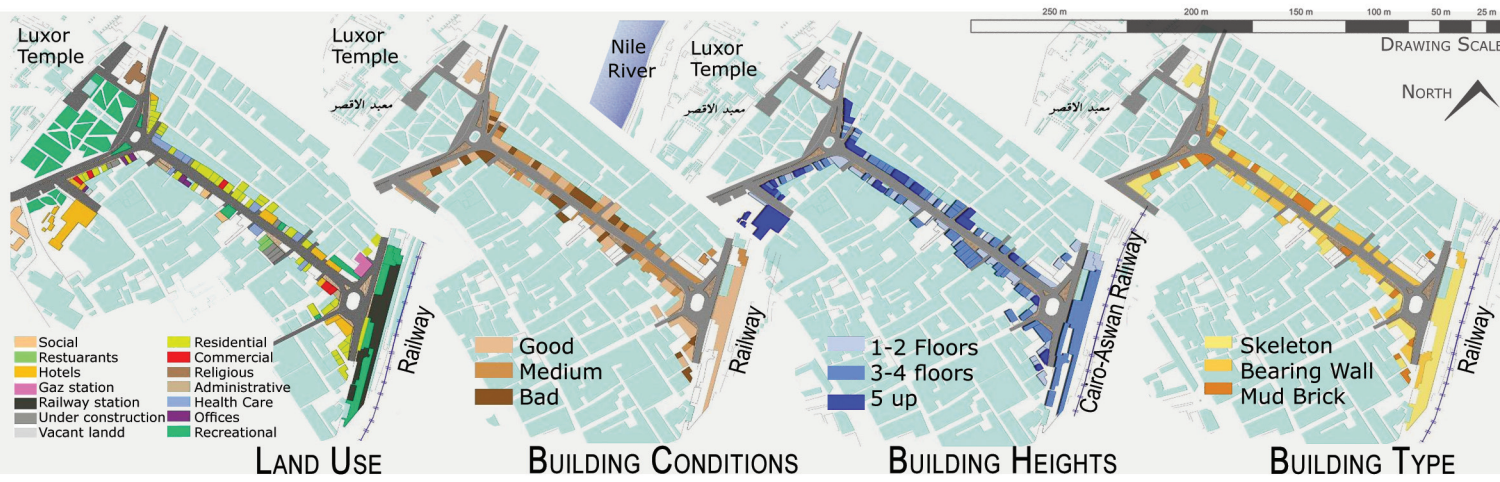 250 m
200 m
150 m
100 m
50 m
25 m
DRAWING SCALE
NORTH
Luxor
Temple
Luxor
Temple
معبد الاقصر
Nile
River
Luxor
Temple
معبد الاقصر
معبد الاقصر
Railway
Social
Restuarants
Hotels
Gaz station
Railway station
Under construction
Vacant landd
Residential
Commercial
Religious
Administrative
Health Care
Offices
Recreational
LAND USE
Railway
Good
Medium
Bad
BUILDING CONDITIONS
Cairo-Aswan Railway
1-2 Floors
3-4 floors
5 up
BUILDING HEIGHTS
Railway
Skeleton
Bearing Wall
Mud Brick
BUILDING TYPE